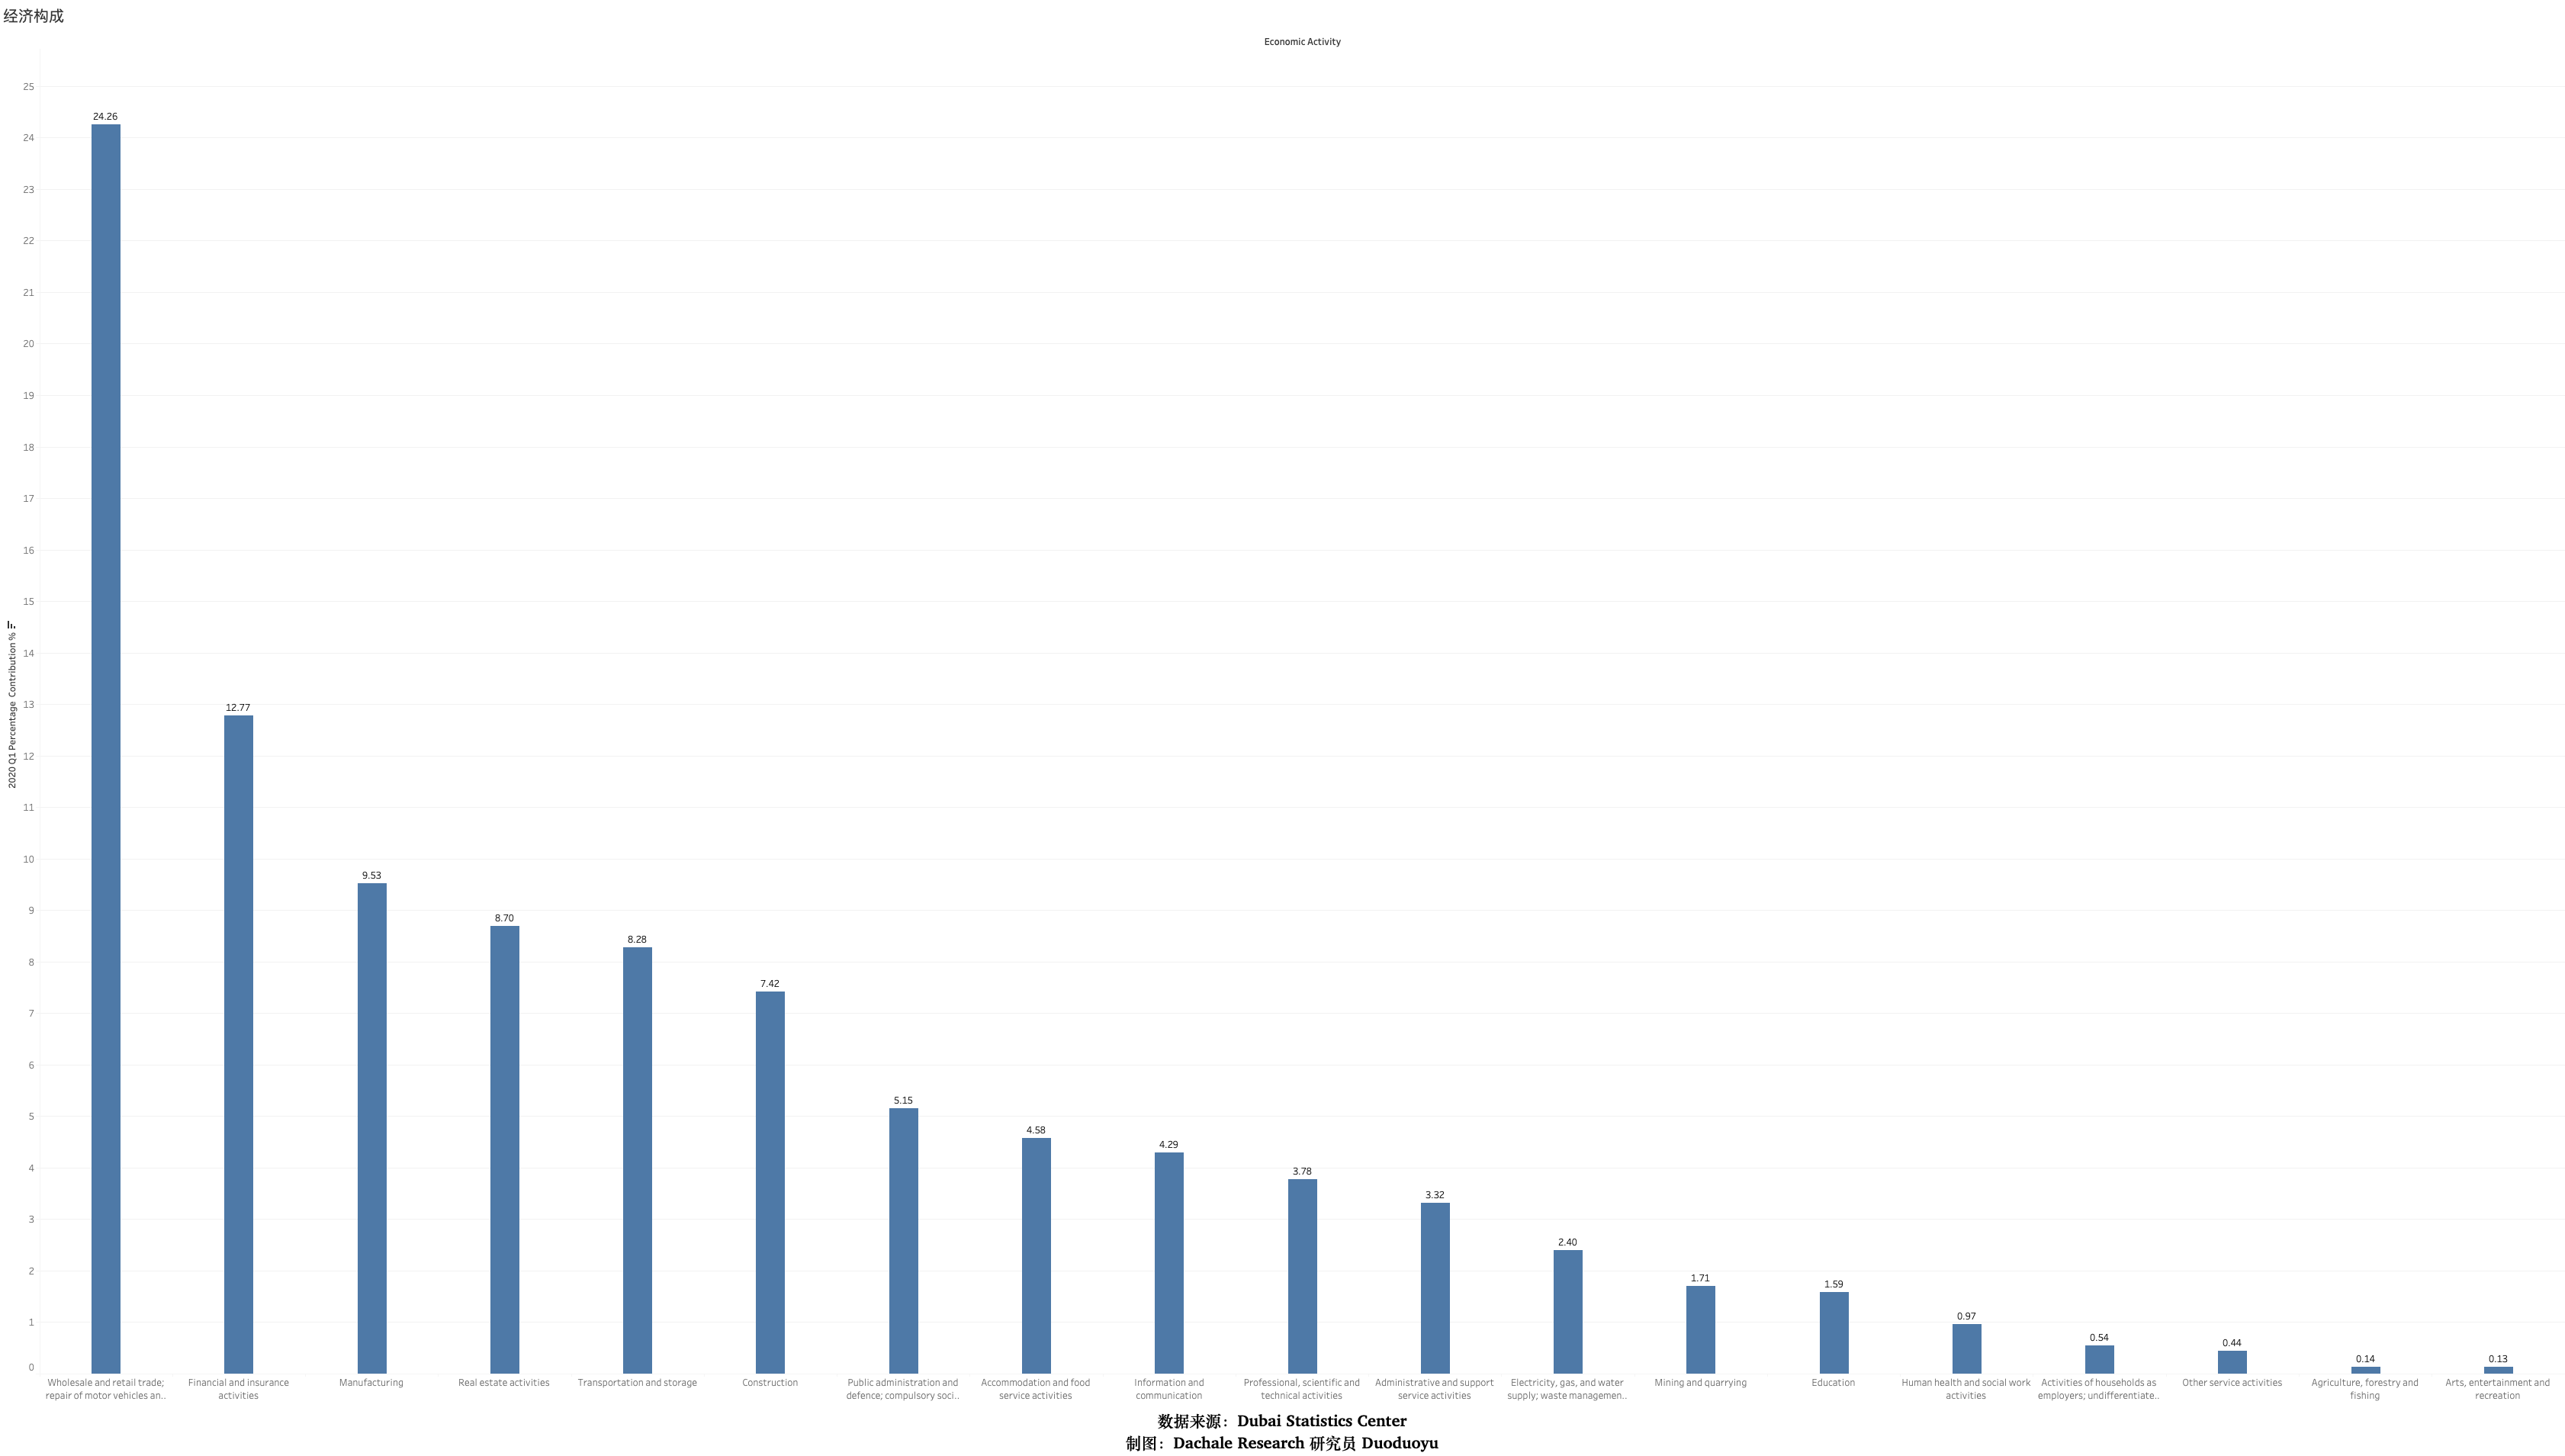 经济构成
Economic Activity
25
24
23
22
21
20
19
18
17
16
15
14
13
12
11
10
9
8
7
6
5
4
3
2
1
0
2020 Q1 Percentage Contribution %
24.26
12.77
9.53
8.70
8.28
7.42
5.15
4.58
4.29
3.78
3.32
2.40
1.71
1.59
0.97
0.54
0.44
0.14
0.13
Wholesale and retail trade;
repair of motor vehicles an..
Financial and insurance
activities
Manufacturing
Real estate activities
Transportation and storage
Construction
Public administration and
defence; compulsory soci..
Accommodation and food
service activities
Information and
communication
Professional, scientific and
technical activities
Administrative and support
service activities
Electricity, gas, and water
supply; waste managemen..
Mining and quarrying
Education
Human health and social work
activities
Activities of households as
employers; undifferentiate..
Other service activities
Agriculture, forestry and
fishing
Arts, entertainment and
recreation
数据来源：Dubai Statistics Center
制图：Dachale Research 研究员 Duoduoyu